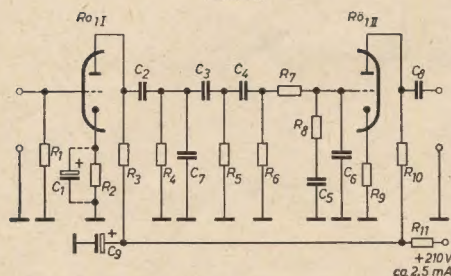 Rö1I
Rö1II
C2
C3
C4
R7
C8
R1
C1
+
R2
R3
R4
C7
R5
R6
R8
C5
C6
R9
R10
C9
+
R11
+210V
ca 2,5 mA